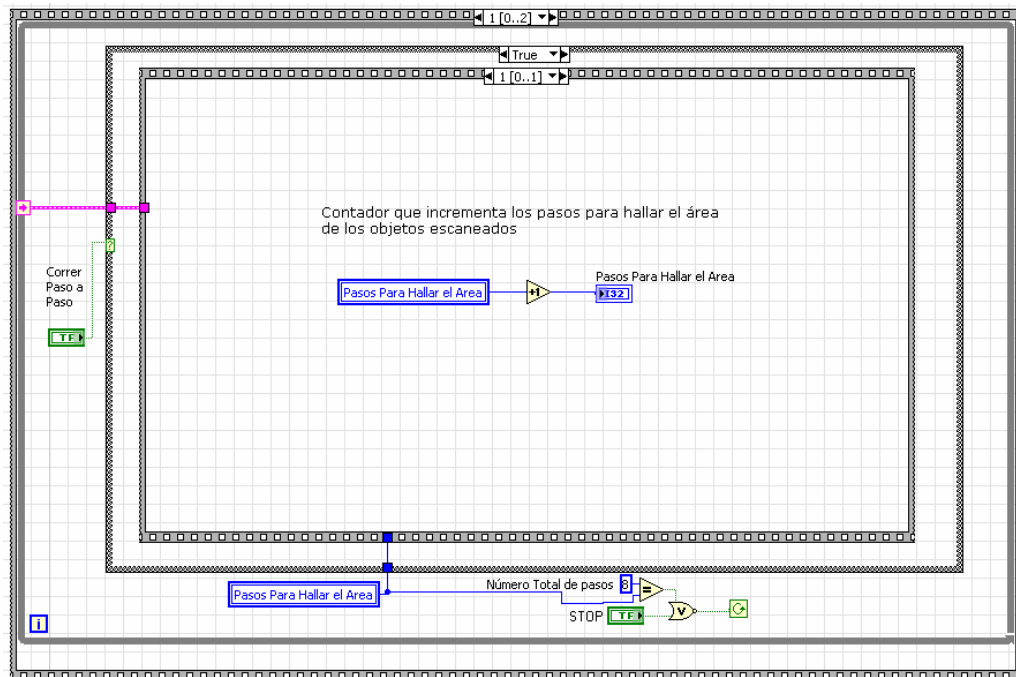 1 [0..2]
True
1 [0..1]
Contador que incrementa los pasos para hallar el área
de los objetos escaneados
Correr
Paso a
Paso
TF
?
Pasos Para Hallar el Area
+1
Pasos Para Hallar el Area
I32
Pasos Para Hallar el Area
Número Total de pasos
8
=
STOP
TF
V
i